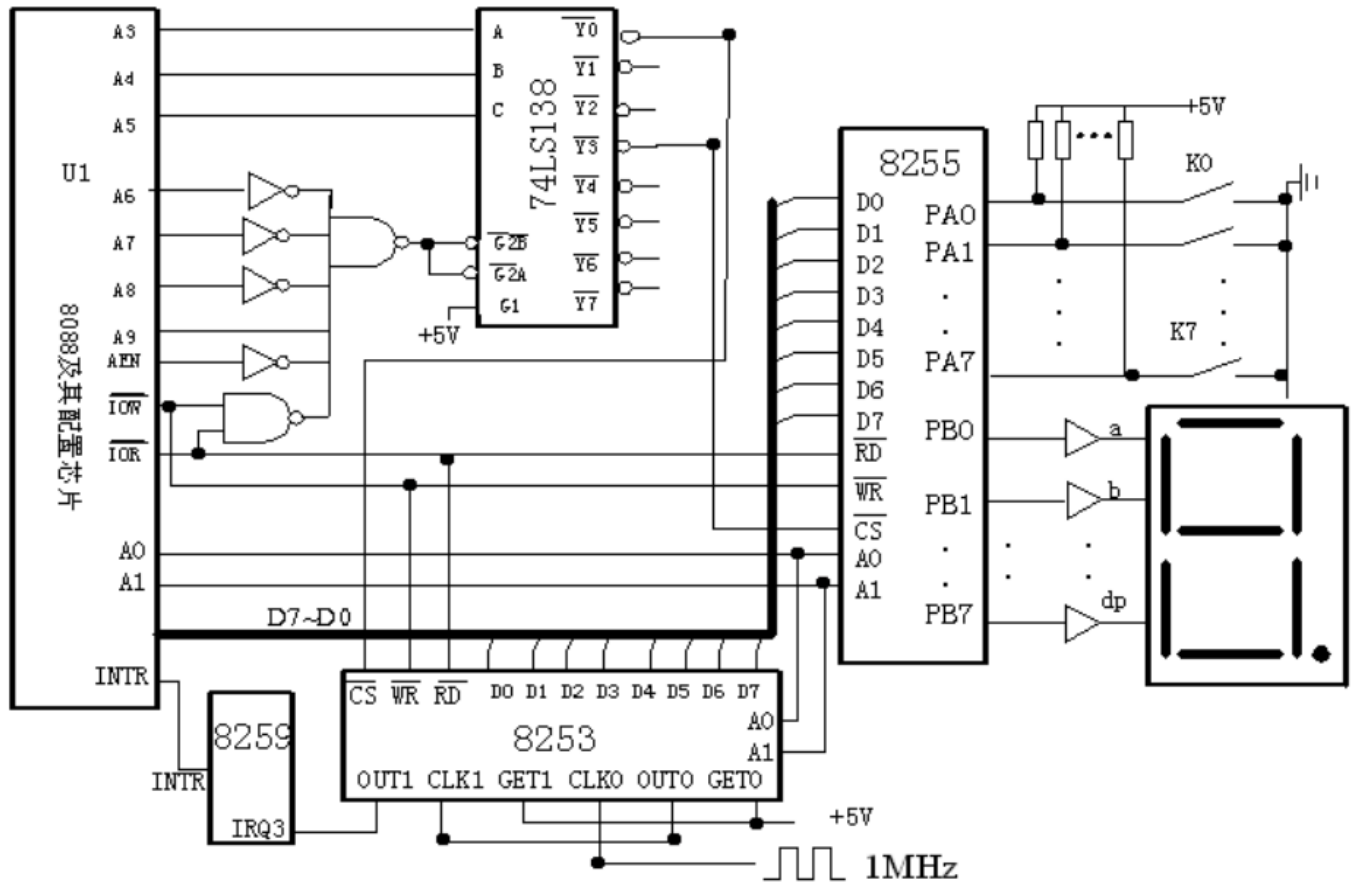 U1
8088及其配置芯片
A3
A4
A5
A6
A7
A8
A9
AEN
IOW
IOR
A0
A1
D7~D0
INTR
74LS138
A
B
C
G2B
G2A
G1
+5V
Y0
Y1
Y2
Y3
Y4
Y5
Y6
Y7
8255
D0
D1
D2
D3
D4
D5
D6
D7
RD
WR
CS
A0
A1
PA0
PA1
PA7
PB0
PB1
PB7
+5V
K0
K7
a
b
dp
8259
INTR
IRQ3
8253
CS WR RD D0 D1 D2 D3 D4 D5 D6 D7
A0
A1
OUT1 CLK1 GET1 CLK0 OUT0 GET0
+5V
1MHz